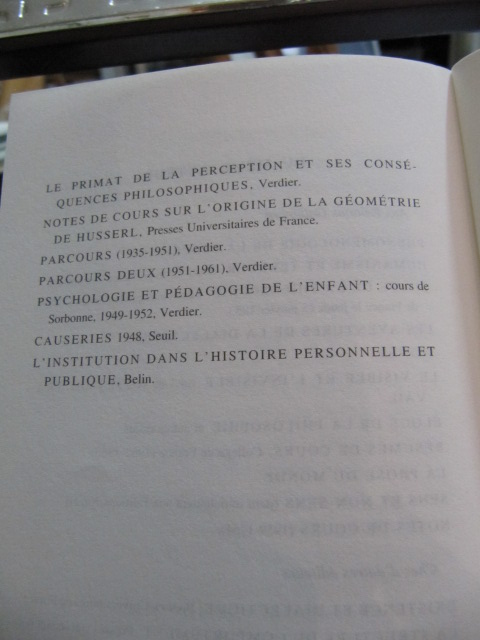 LE PRIMAT DE LA PERCEPTION ET SES CONSÉ-
QUENCES PHILOSOPHIQUES, Verdier.
NOTES DE COURS SUR L'ORIGINE DE LA GÉOMÉTRIE
DE HUSSERL, Presses Universitaires de France.
PARCOURS (1935-1951), Verdier.
PARCOURS DEUX (1951-1961), Verdier.
PSYCHOLOGIE ET PÉDAGOGIE DE L'ENFANT : cours de
Sorbonne, 1949-1952, Verdier.
CAUSERIES 1948, Seuil.
L'INSTITUTION DANS L'HISTOIRE PERSONNELLE ET
PUBLIQUE, Belin.